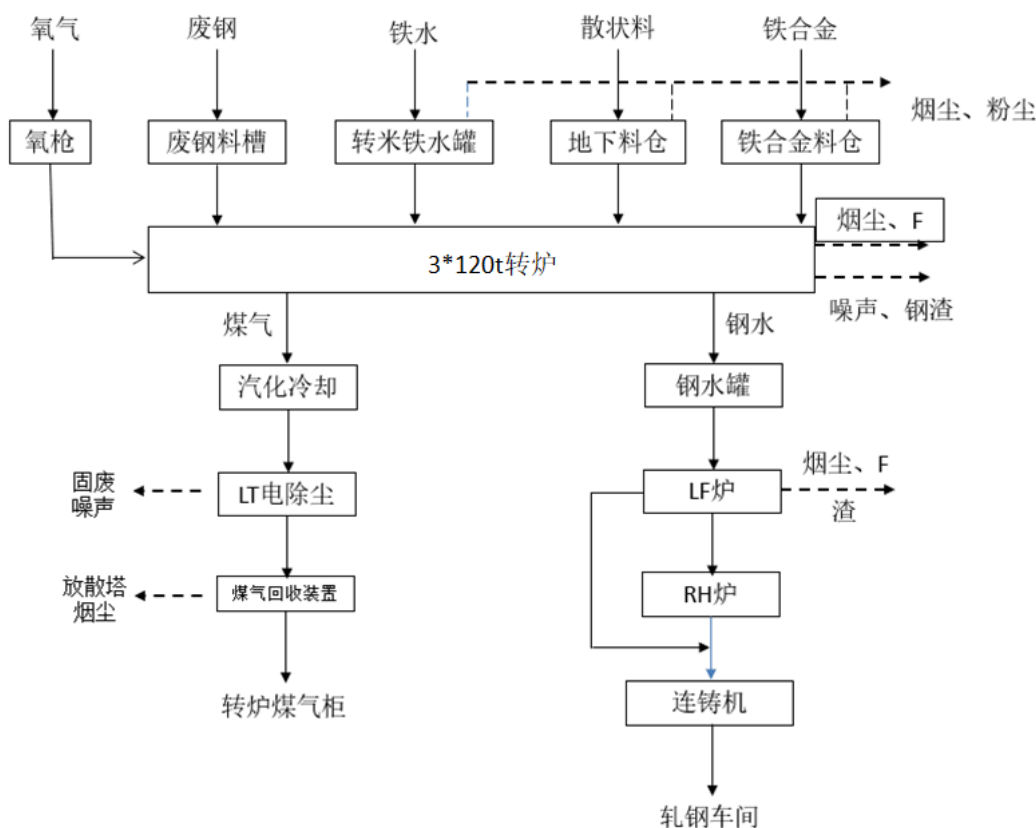 氧气
废钢
铁水
散状料
铁合金
烟尘、粉尘
氧枪
废钢料槽
转米铁水罐
地下料仓
铁合金料仓
烟尘、F
3*120t转炉
噪声、钢渣
煤气
钢水
汽化冷却
钢水罐
固废
噪声
LT电除尘
LF炉
烟尘、F
渣
放散塔
烟尘
煤气回收装置
RH炉
转炉煤气柜
连铸机
轧钢车间